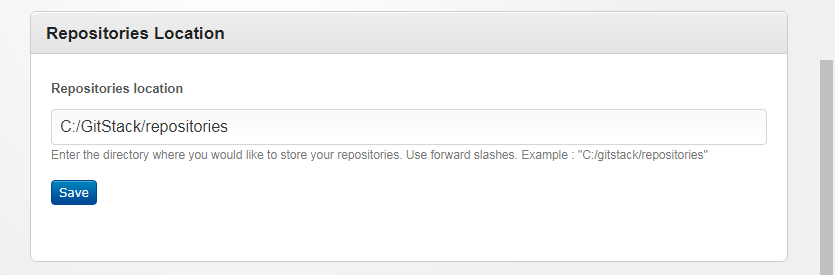 Repositories Location
Repositories location
C:/GitStack/repositories
Enter the directory where you would like to store your repositories. Use forward slashes. Example : "C:/gitstack/repositories"
Save